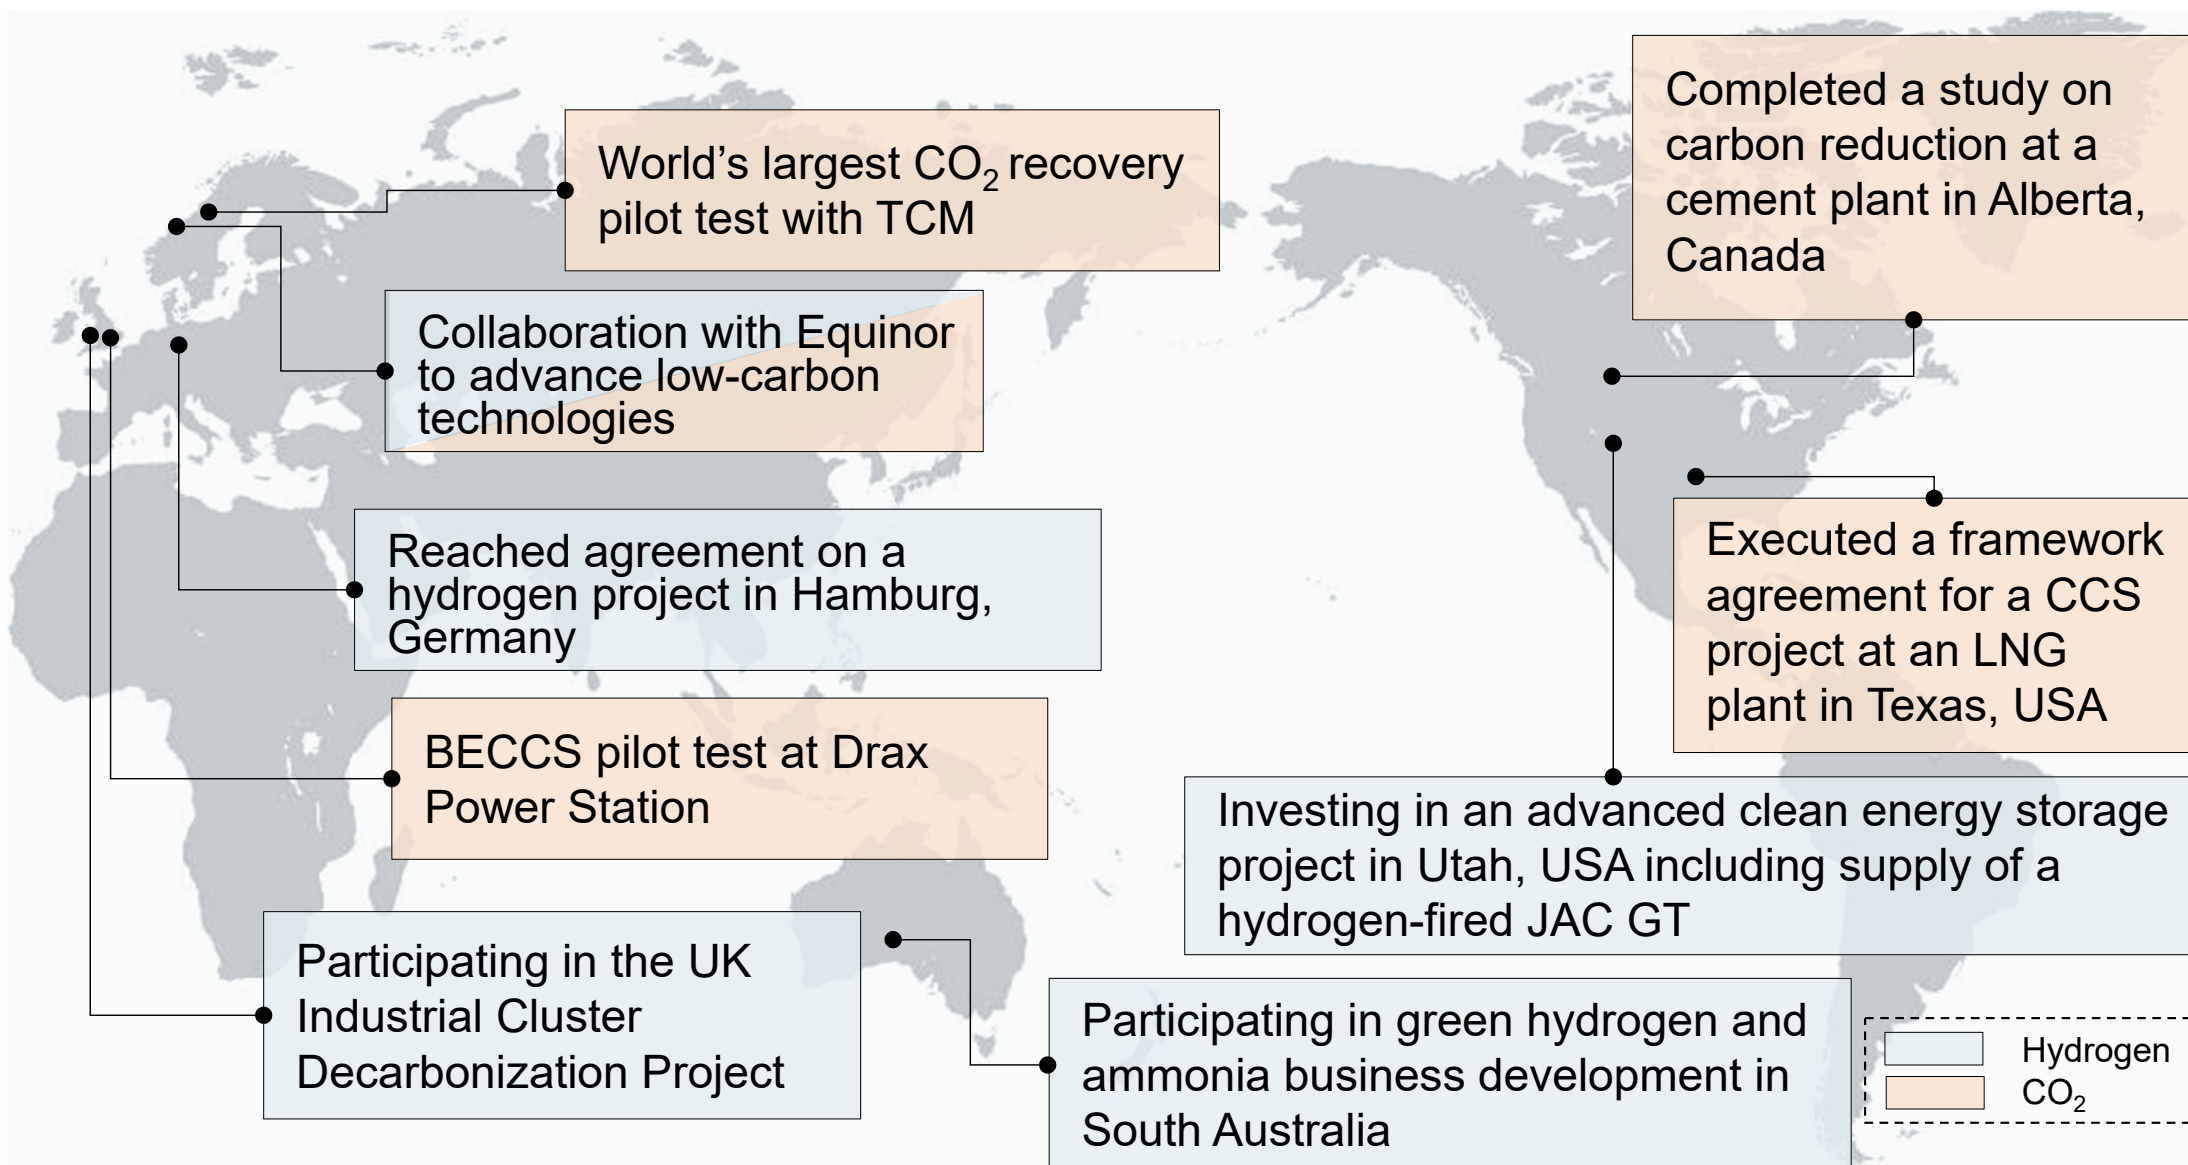 World’s largest CO₂ recovery
pilot test with TCM
Collaboration with Equinor
to advance low-carbon
technologies
Reached agreement on a
hydrogen project in Hamburg,
Germany
BECCS pilot test at Drax
Power Station
Participating in the UK
Industrial Cluster
Decarbonization Project
Completed a study on
carbon reduction at a
cement plant in Alberta,
Canada
Executed a framework
agreement for a CCS
project at an LNG
plant in Texas, USA
Investing in an advanced clean energy storage
project in Utah, USA including supply of a
hydrogen-fired JAC GT
Participating in green hydrogen and
ammonia business development in
South Australia
Hydrogen
CO₂